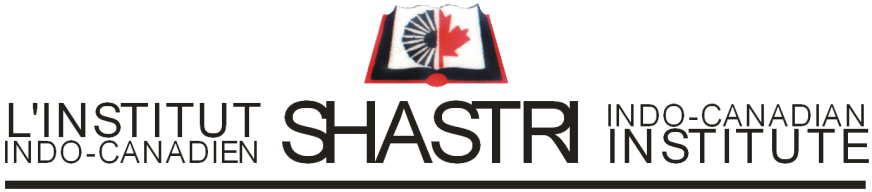 L'INSTITUT
INDO-CANADIEN
SHASTRI
INDO-CANADIAN
INSTITUTE